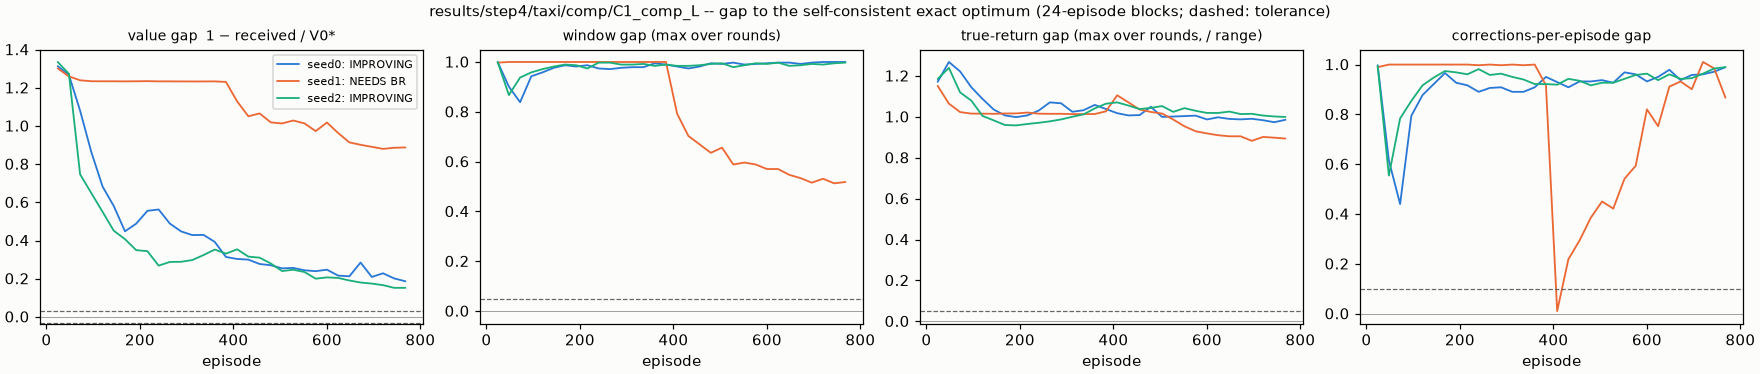 results/step4/taxi/comp/C1_comp_L -- gap to the self-consistent exact optimum (24-episode blocks; dashed: tolerance)
value gap 1 − received / V0*
1.4
1.2
1.0
0.8
0.6
0.4
0.2
0.0
seed0: IMPROVING
seed1: NEEDS BR
seed2: IMPROVING
0 200 400 600 800
episode
window gap (max over rounds)
1.0
0.8
0.6
0.4
0.2
0.0
0 200 400 600 800
episode
true-return gap (max over rounds, / range)
1.2
1.0
0.8
0.6
0.4
0.2
0.0
0 200 400 600 800
episode
corrections-per-episode gap
1.0
0.8
0.6
0.4
0.2
0.0
0 200 400 600 800
episode